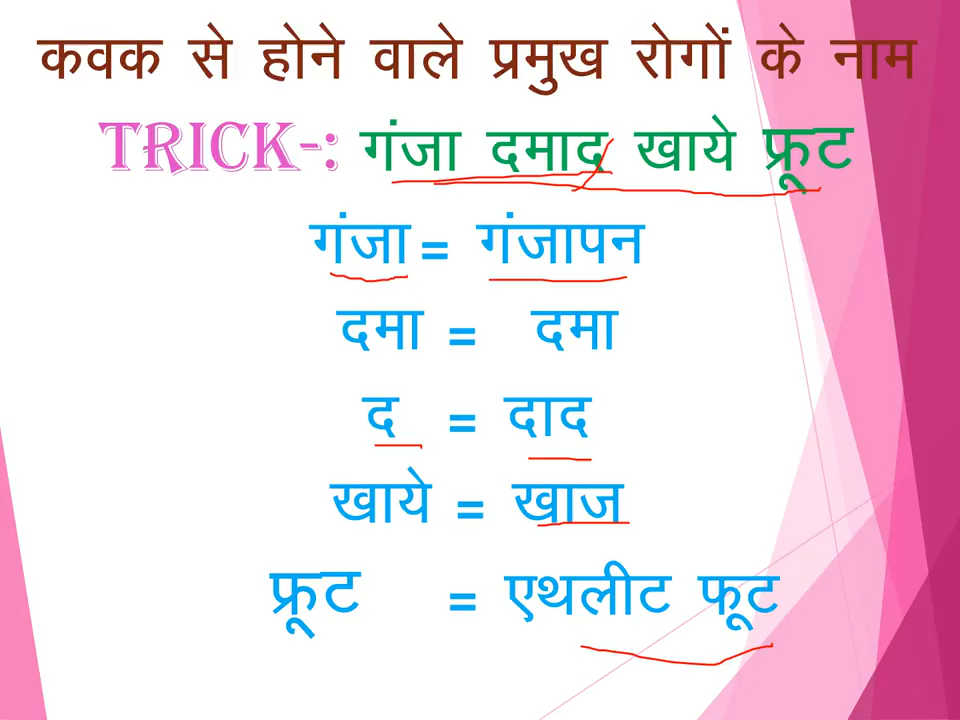 कवक से होने वाले प्रमुख रोगों के नाम
TRICK-: गंजा दमाद खाये फ्रूट
गंजा = गंजापन
दमा = दमा
द = दाद
खाये = खाज
फ्रूट = एथलीट फूट